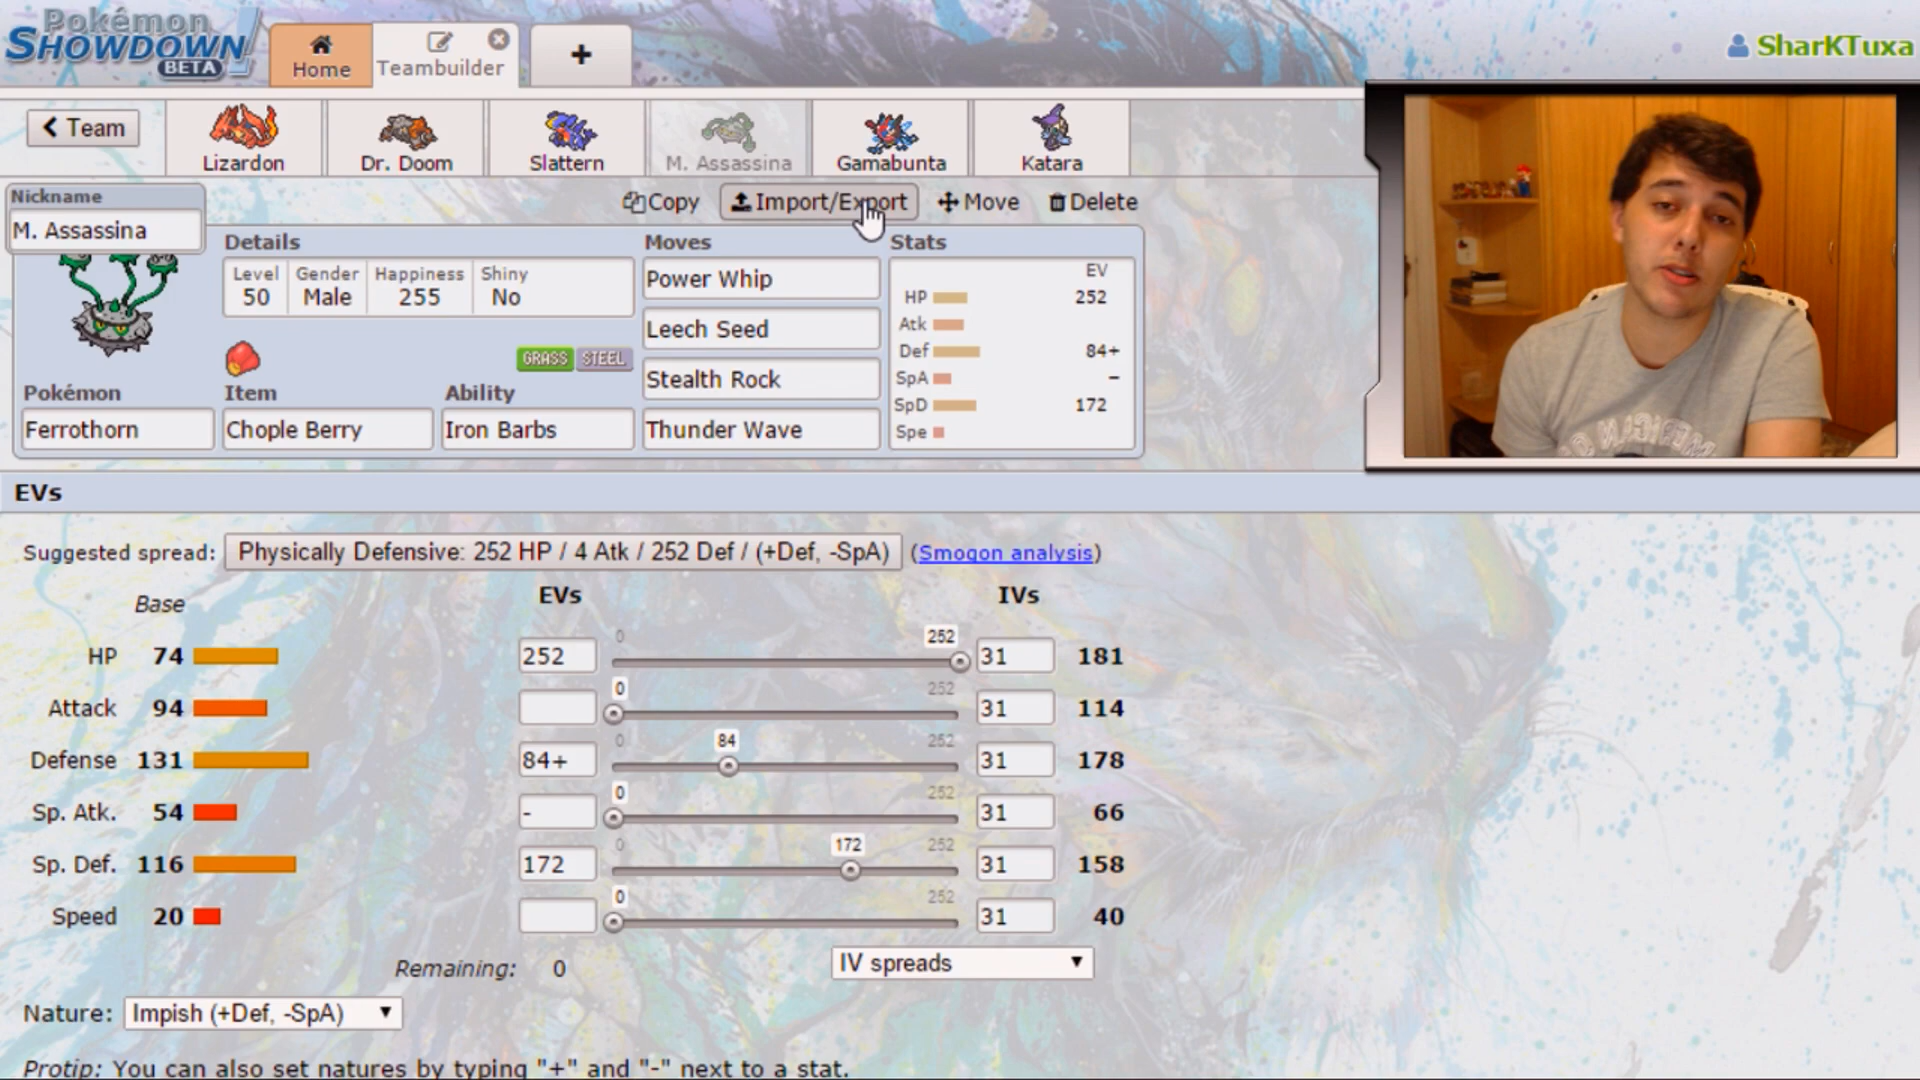 Pokémon
SHOWDOWN!
BETA
Home
Teambuilder
+
SharKTuxa
Team
Lizardon
Dr. Doom
Slattern
M. Assassina
Gamabunta
Katara
Nickname
M. Assassina
Copy
Import/Export
Move
Delete
Details
Moves
Stats
Level Gender Happiness Shiny
50 Male 255 No
Power Whip
Leech Seed
Stealth Rock
Thunder Wave
EV
HP 252
Atk
Def 84+
SpA −
SpD 172
Spe
GRASS STEEL
Pokémon Item Ability
Ferrothorn Chople Berry Iron Barbs
EVs
Suggested spread: Physically Defensive: 252 HP / 4 Atk / 252 Def / (+Def, -SpA) (Smogon analysis)
Base EVs IVs
0 252
HP 74 252 31 181
0 252
Attack 94 31 114
0 84 252
Defense 131 84+ 31 178
0 252
Sp. Atk. 54 - 31 66
0 172 252
Sp. Def. 116 172 31 158
0 252
Speed 20 31 40
Remaining: 0 IV spreads
Nature: Impish (+Def, -SpA)
Protip: You can also set natures by typing "+" and "-" next to a stat.